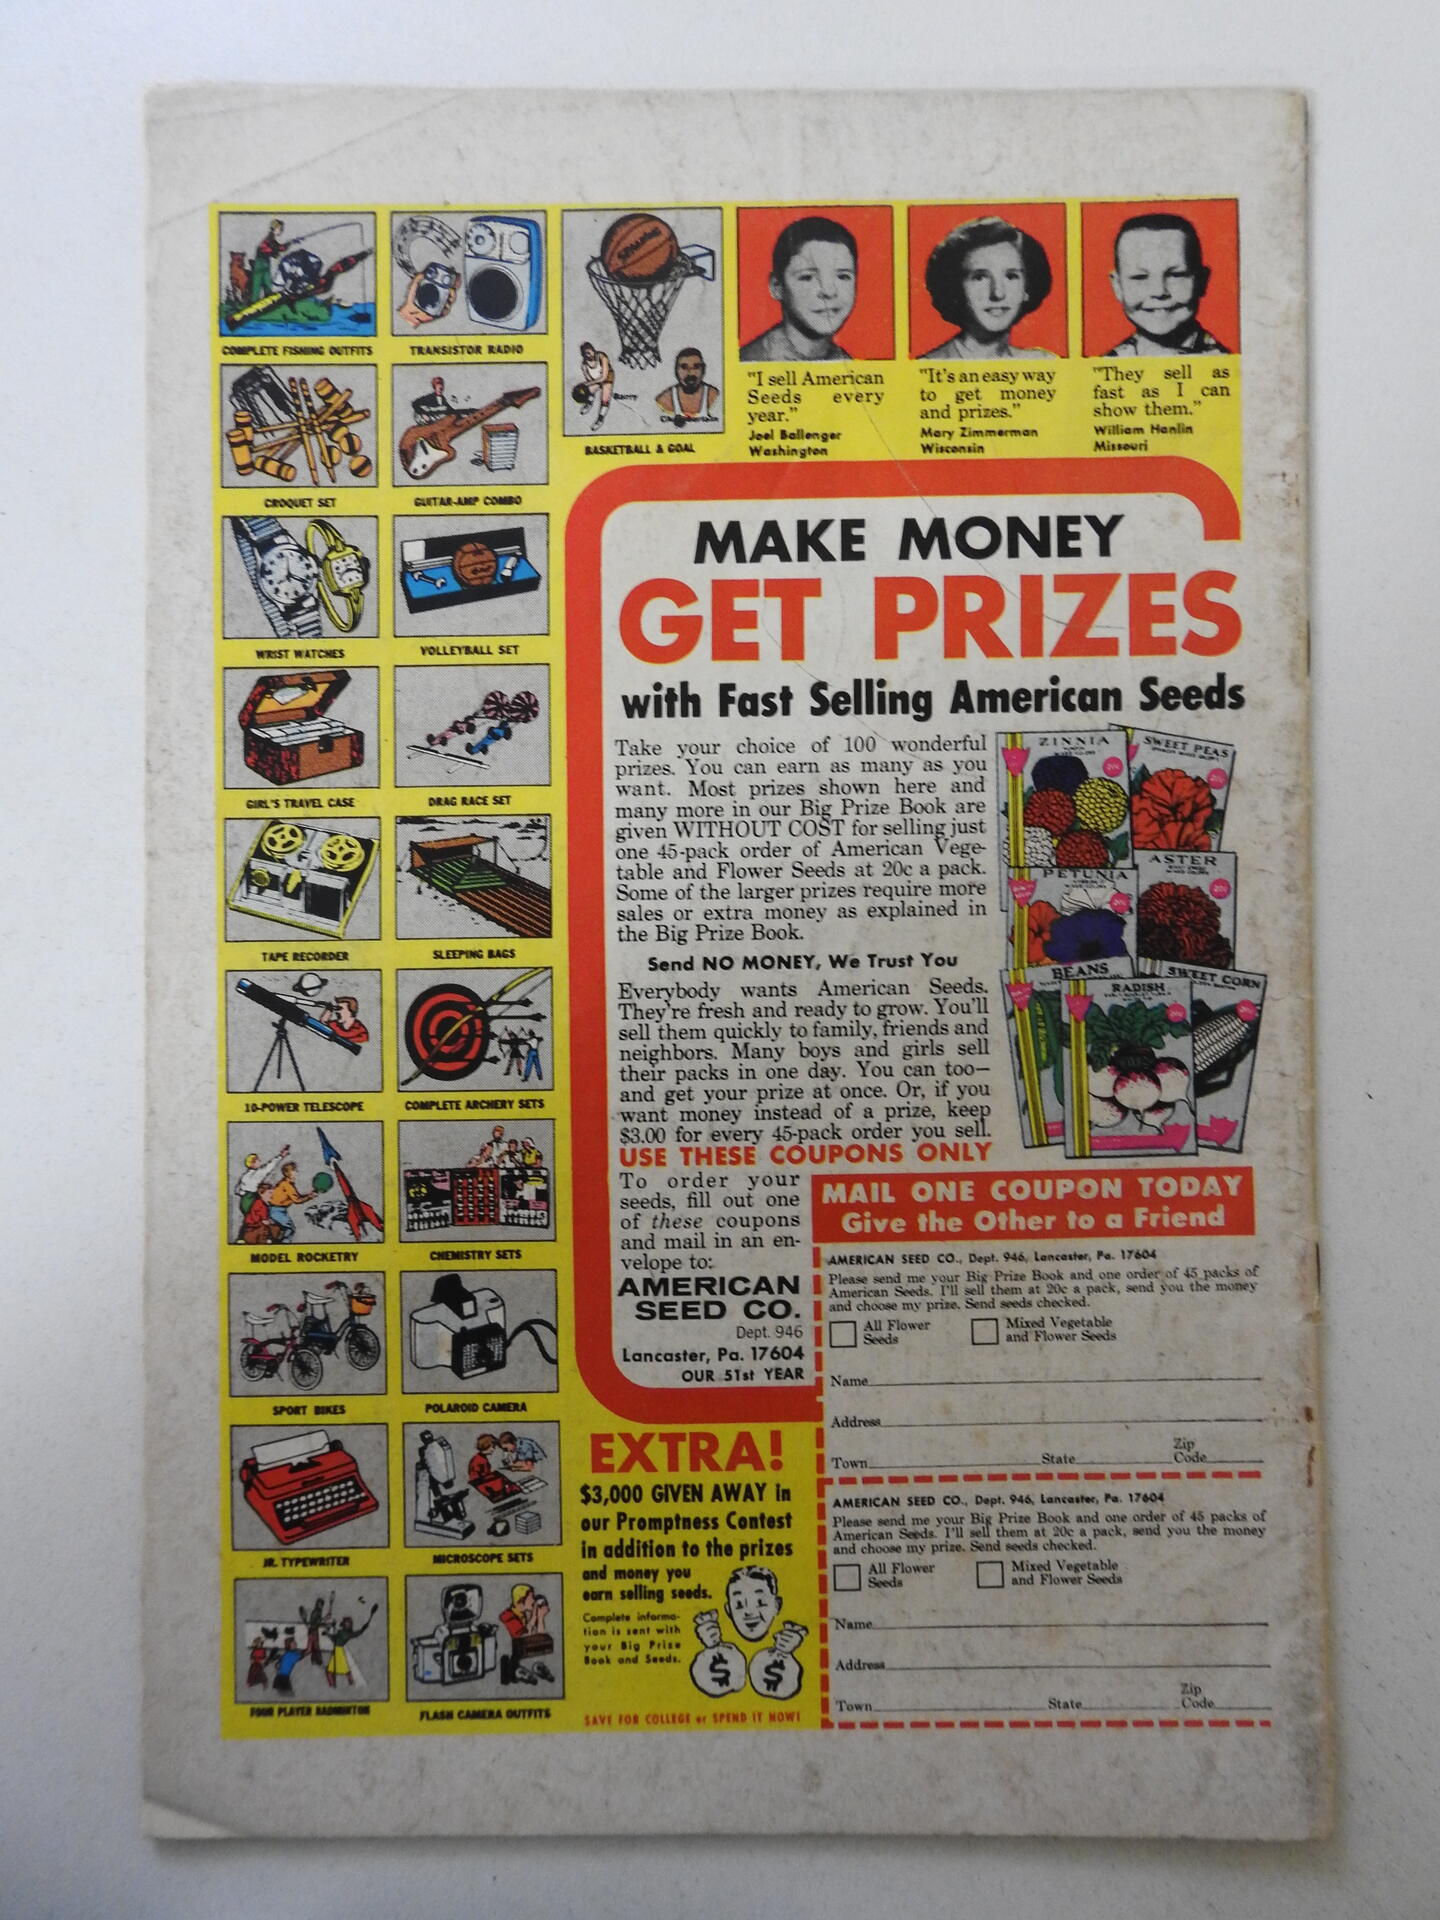 COMPLETE FISHING OUTFITS
TRANSISTOR RADIO
SPALDING
Barry
Chamberlain
BASKETBALL & GOAL
"I sell American
Seeds every
year."
Joel Ballenger
Washington
"It's an easy way
to get money
and prizes."
Mary Zimmerman
Wisconsin
"They sell as
fast as I can
show them."
William Hanlin
Missouri
CROQUET SET
GUITAR-AMP COMBO
WRIST WATCHES
VOLLEYBALL SET
GIRL'S TRAVEL CASE
DRAG RACE SET
TAPE RECORDER
SLEEPING BAGS
10-POWER TELESCOPE
COMPLETE ARCHERY SETS
MODEL ROCKETRY
CHEMISTRY SETS
SPORT BIKES
POLAROID CAMERA
JR. TYPEWRITER
MICROSCOPE SETS
FOUR PLAYER BADMINTON
FLASH CAMERA OUTFITS
MAKE MONEY
GET PRIZES
with Fast Selling American Seeds
Take your choice of 100 wonderful
prizes. You can earn as many as you
want. Most prizes shown here and
many more in our Big Prize Book are
given WITHOUT COST for selling just
one 45-pack order of American Vege-
table and Flower Seeds at 20c a pack.
Some of the larger prizes require more
sales or extra money as explained in
the Big Prize Book.
Send NO MONEY, We Trust You
Everybody wants American Seeds.
They're fresh and ready to grow. You'll
sell them quickly to family, friends and
neighbors. Many boys and girls sell
their packs in one day. You can too—
and get your prize at once. Or, if you
want money instead of a prize, keep
$3.00 for every 45-pack order you sell.
USE THESE COUPONS ONLY
ZINNIA
SWEET PEAS
PETUNIA
ASTER
BEANS
RADISH
SWEET CORN
To order your
seeds, fill out one
of these coupons
and mail in an en-
velope to:
AMERICAN
SEED CO.
Dept. 946
Lancaster, Pa. 17604
OUR 51st YEAR
MAIL ONE COUPON TODAY
Give the Other to a Friend
AMERICAN SEED CO., Dept. 946, Lancaster, Pa. 17604
Please send me your Big Prize Book and one order of 45 packs of
American Seeds. I'll sell them at 20c a pack, send you the money
and choose my prize. Send seeds checked.
All Flower
Seeds
Mixed Vegetable
and Flower Seeds
Name
Address
Town State Zip
Code
AMERICAN SEED CO., Dept. 946, Lancaster, Pa. 17604
Please send me your Big Prize Book and one order of 45 packs of
American Seeds. I'll sell them at 20c a pack, send you the money
and choose my prize. Send seeds checked.
All Flower
Seeds
Mixed Vegetable
and Flower Seeds
Name
Address
Town State Zip
Code
EXTRA!
$3,000 GIVEN AWAY in
our Promptness Contest
in addition to the prizes
and money you
earn selling seeds.
Complete informa-
tion is sent with
your Big Prize
Book and Seeds.
$ $
SAVE FOR COLLEGE or SPEND IT NOW!